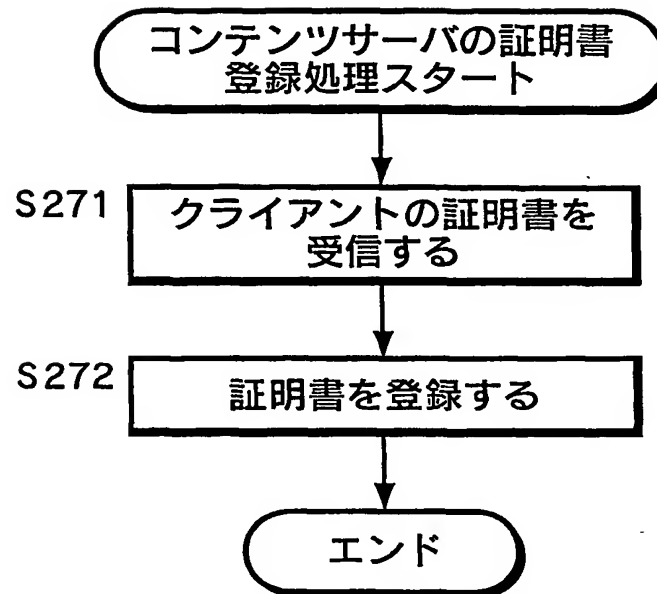 コンテンツサーバの証明書
登録処理スタート
S271
クライアントの証明書を
受信する
S272
証明書を登録する
エンド